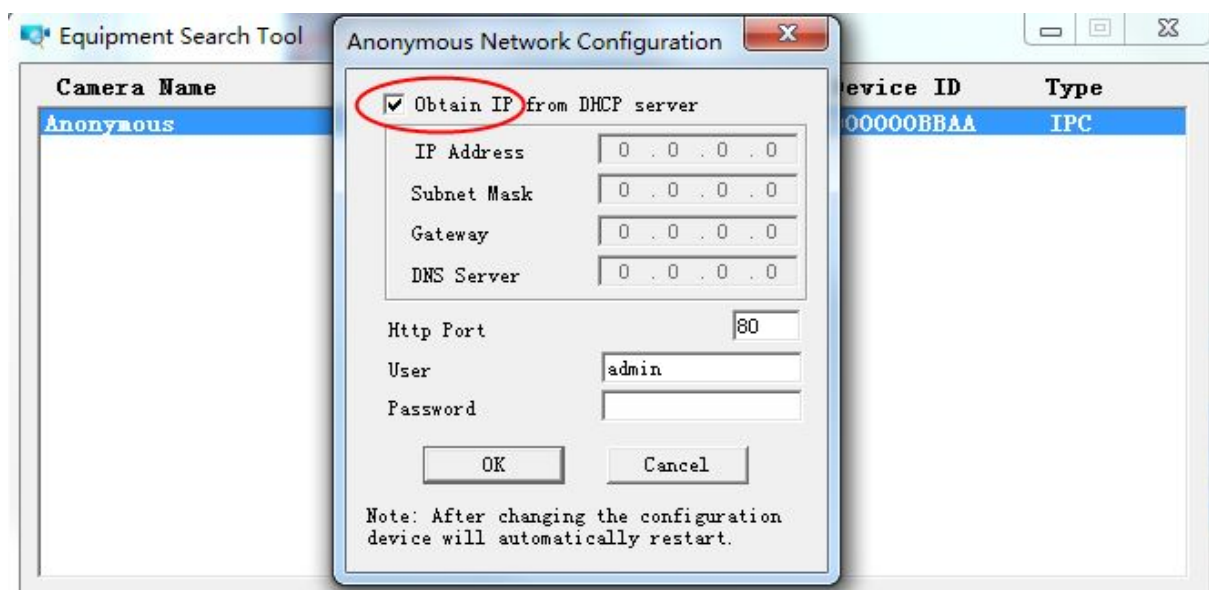 Equipment Search Tool
Anonymous Network Configuration
Camera Name
evice ID
Type
Anonymous
00000BBAA
IPC
Obtain IP from DHCP server
IP Address 0 . 0 . 0 . 0
Subnet Mask 0 . 0 . 0 . 0
Gateway 0 . 0 . 0 . 0
DNS Server 0 . 0 . 0 . 0
Http Port 80
User admin
Password
OK Cancel
Note: After changing the configuration
device will automatically restart.